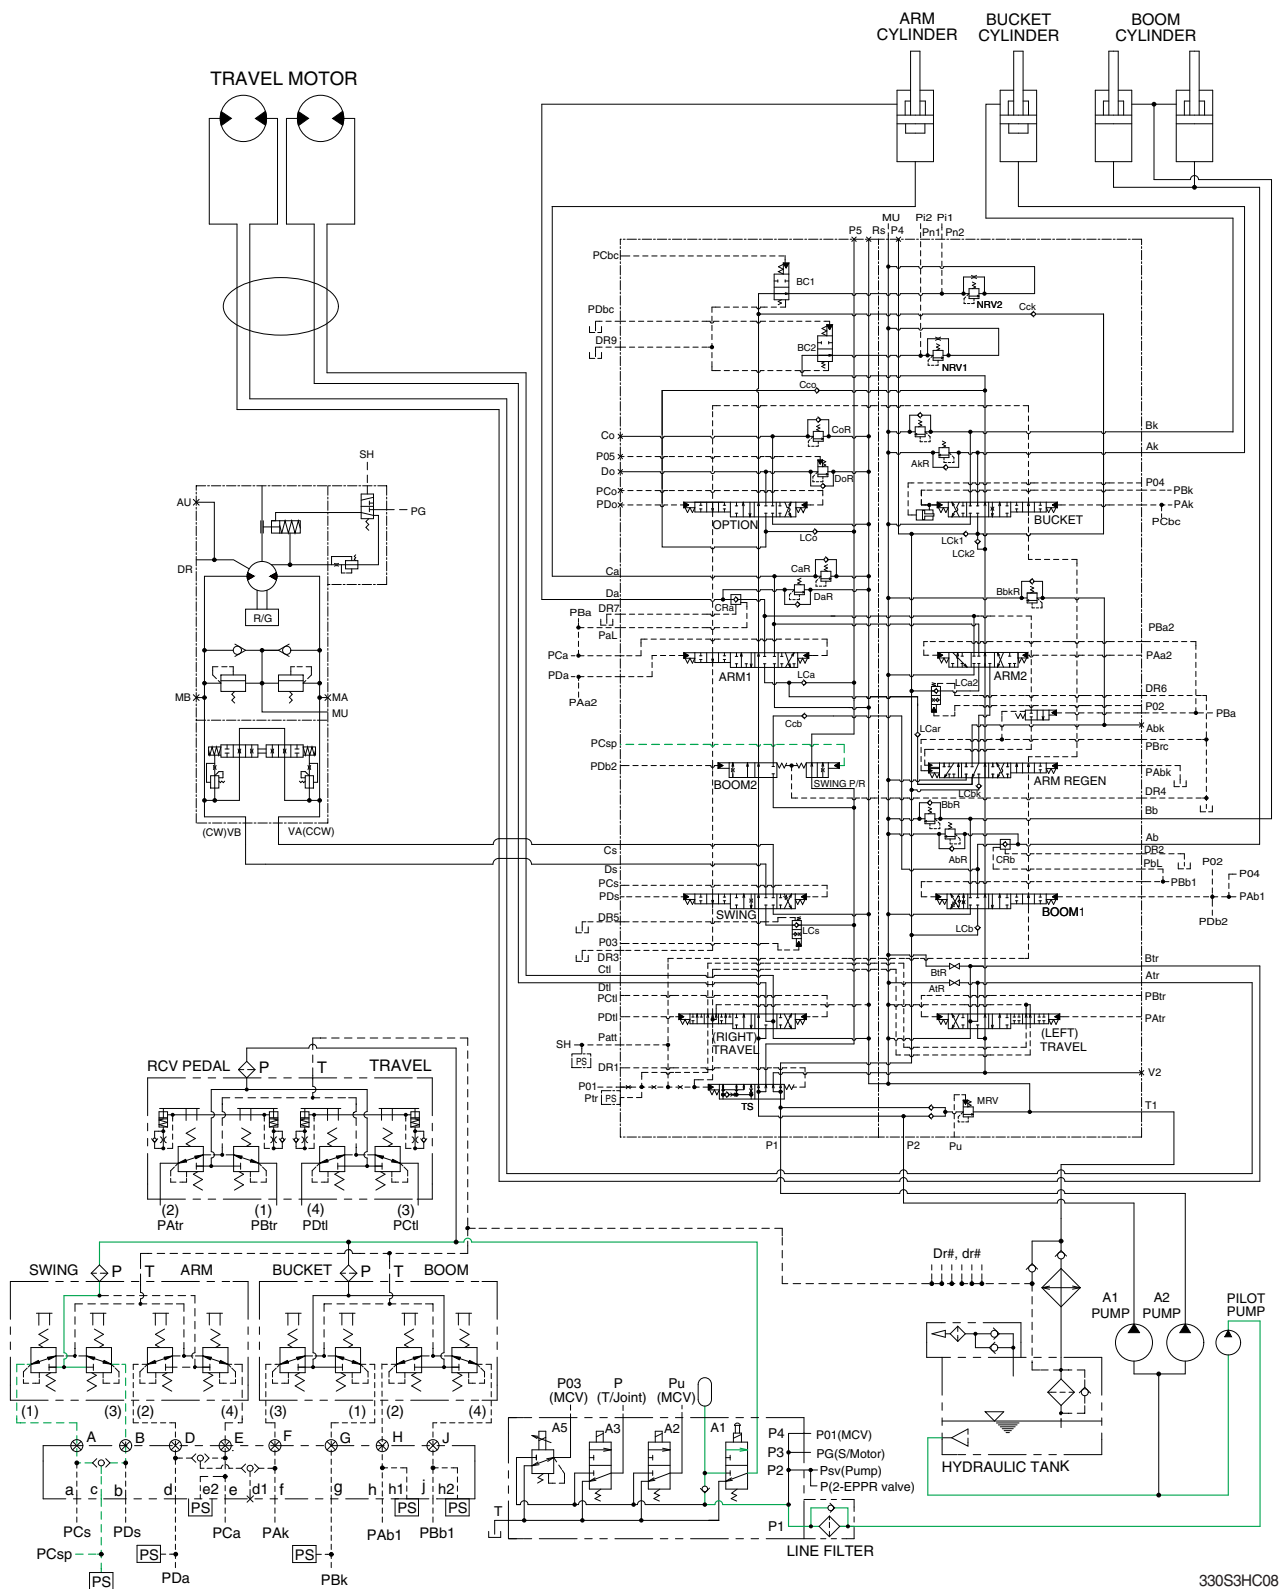 ARM
CYLINDER
BUCKET
CYLINDER
BOOM
CYLINDER
TRAVEL MOTOR
MU
Pi2 Pi1
P5
Rs
P4
Pn1
Pn2
PCbc
BC1
NRV2
Cck
PDbc
DR9
BC2
NRV1
Cco
Co
CoR
Bk
P05
Ak
Do
DoR
AkR
PCo
P04
PBk
PDo
OPTION
BUCKET
PAk
PCbc
LCo
LCk1
LCk2
SH
AU
PG
DR
R/G
MB
MA
MU
(CW)VB
VA(CCW)
Ca
CaR
Da
DaR
BbkR
CRa
DR7
PBa
PaL
PBa2
PCa
PAa2
PDa
ARM1
ARM2
LCa
LCa2
PAa2
DR6
P02
PBa
Ccb
LCar
Abk
PCsp
PBrc
PDb2
PAbk
BOOM2
SWING P/R
ARM REGEN
LCbk
DR4
BbR
Bb
AbR
CRb
Ab
Cs
DR2
Ds
PbL
P02
P04
PCs
PBb1
PDs
PAb1
SWING
BOOM1
PDb2
DR5
LCs
LCb
P03
DR3
Ctl
BtR
Btr
AtR
Atr
Dtl
PCtl
PBtr
PDtl
PAtr
Patt
(RIGHT)
TRAVEL
(LEFT)
TRAVEL
SH
PS
DR1
V2
P01
Ptr
PS
TS
MRV
T1
P1
P2
Pu
RCV PEDAL
P
T
TRAVEL
(2)
PAtr
(1)
PBtr
(4)
PDtl
(3)
PCtl
SWING
P
T
ARM
BUCKET
P
T
BOOM
(1)
(3)
(2)
(4)
(3)
(1)
(2)
(4)
A
B
D
E
F
G
H
J
a
c
b
d
e2
e
d1
f
g
h
h1
j
h2
PS
PS
PS
PCs
PDs
PCa
PAk
PAb1
PBb1
PCsp
PS
PS
PS
PDa
PBk
Dr#, dr#
A1
PUMP
A2
PUMP
PILOT
PUMP
HYDRAULIC TANK
P03
(MCV)
P
(T/Joint)
Pu
(MCV)
A5
A3
A2
A1
P4
P01(MCV)
P3
PG(S/Motor)
P2
Psv(Pump)
P(2-EPPR valve)
T
P1
LINE FILTER
330S3HC08